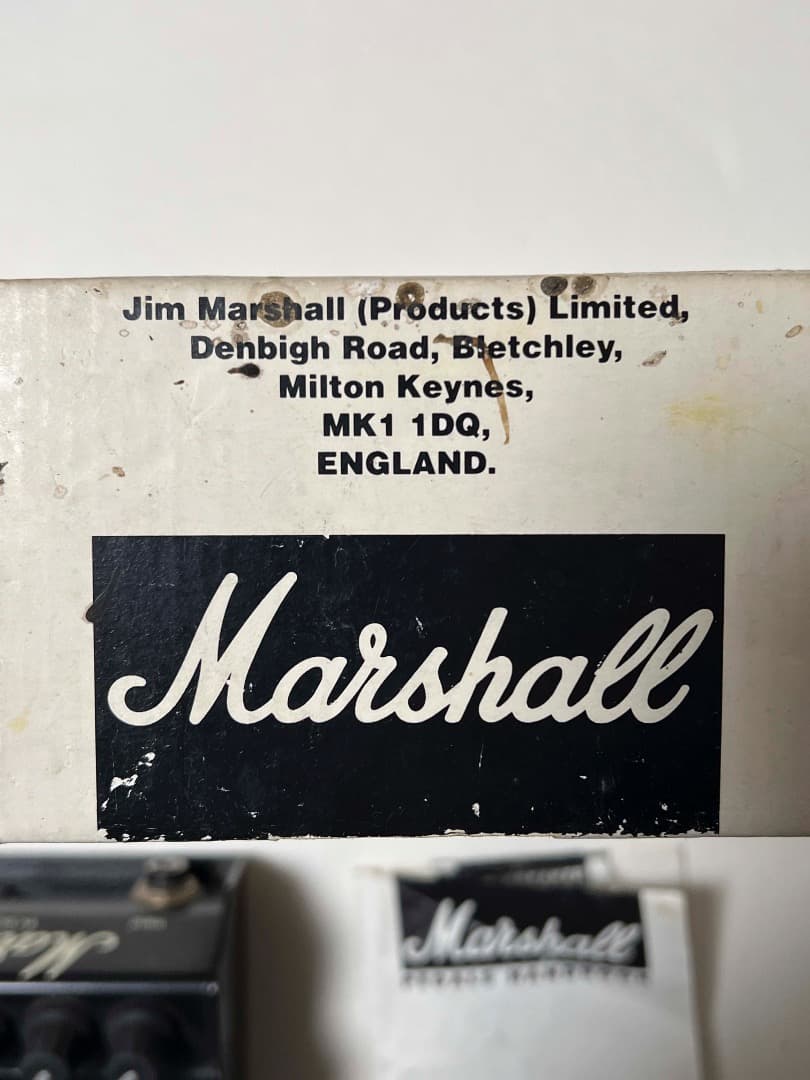 Jim Marshall (Products) Limited,
Denbigh Road, Bletchley,
Milton Keynes,
MK1 1DQ,
ENGLAND.
Marshall
Marshall